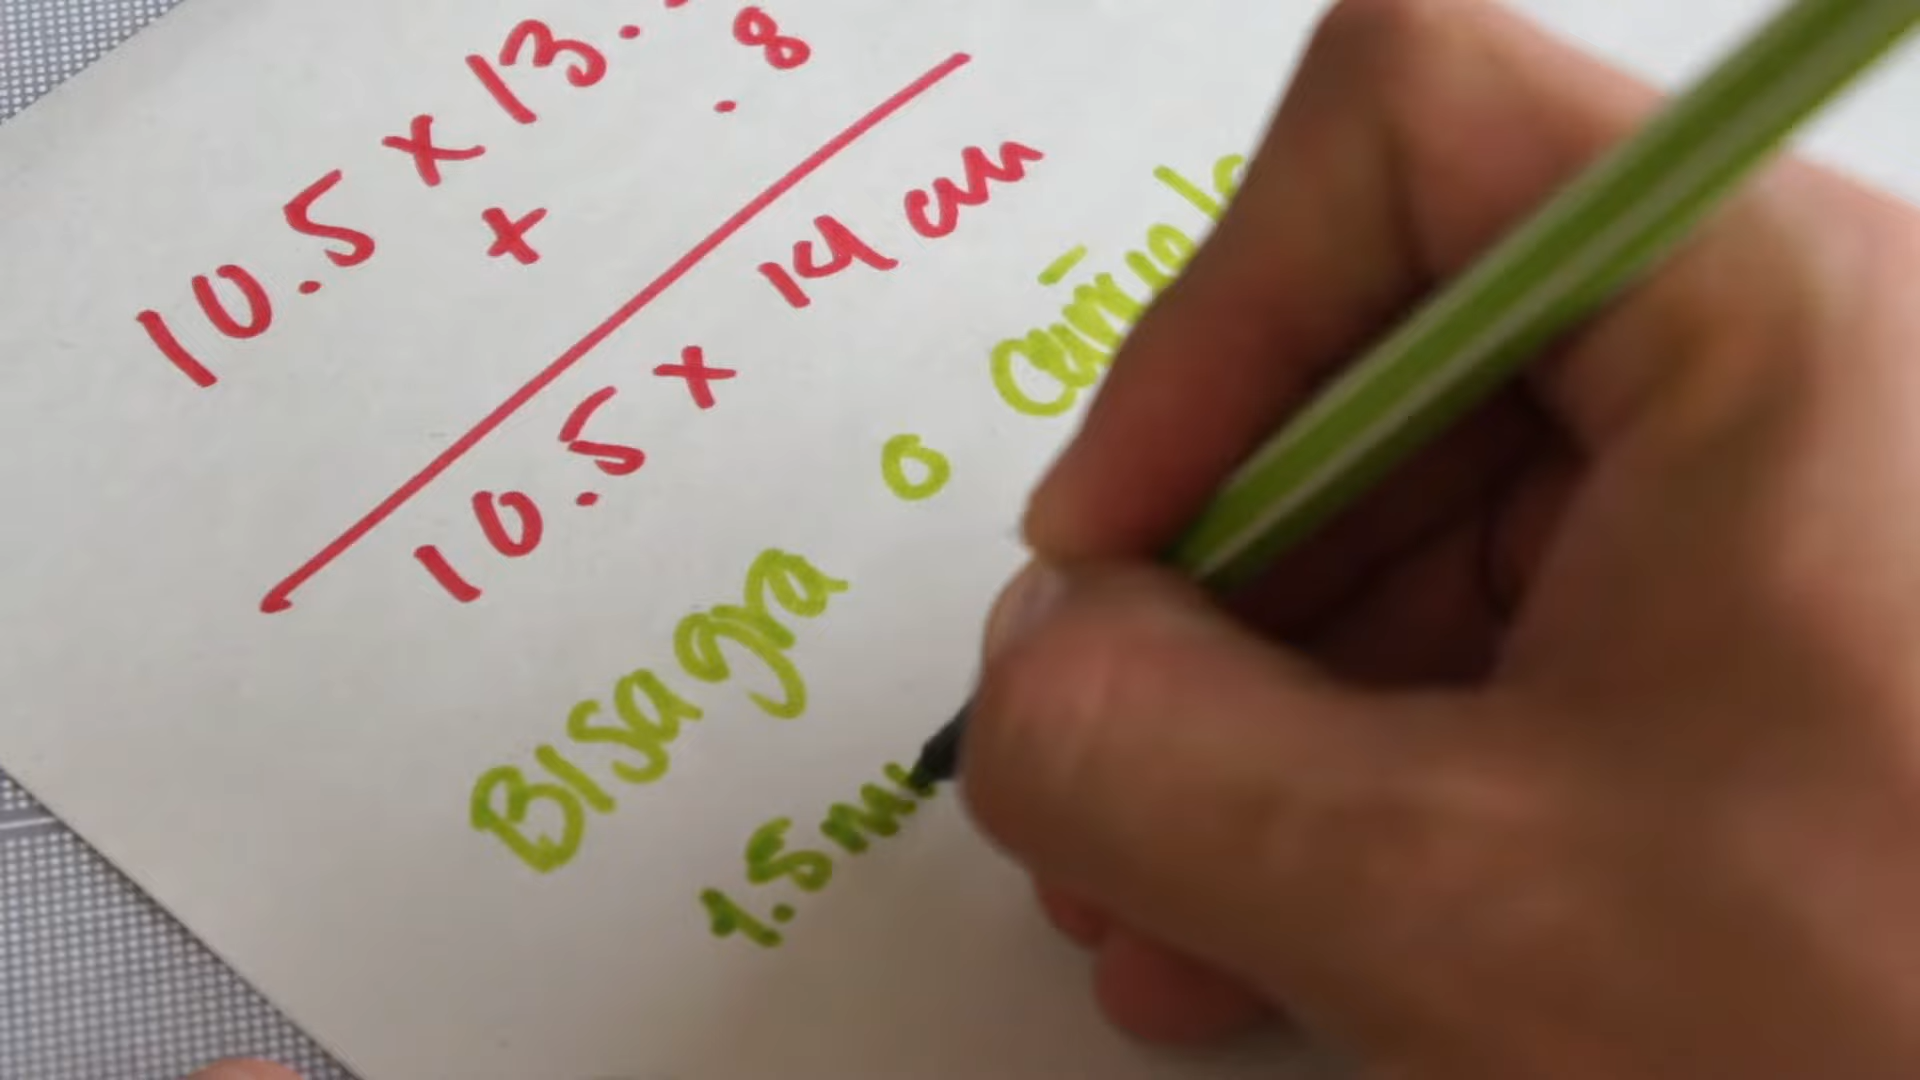 10.5 x 13.
+ .8
10.5 x 14 cm
Bisagra o
1.5 m